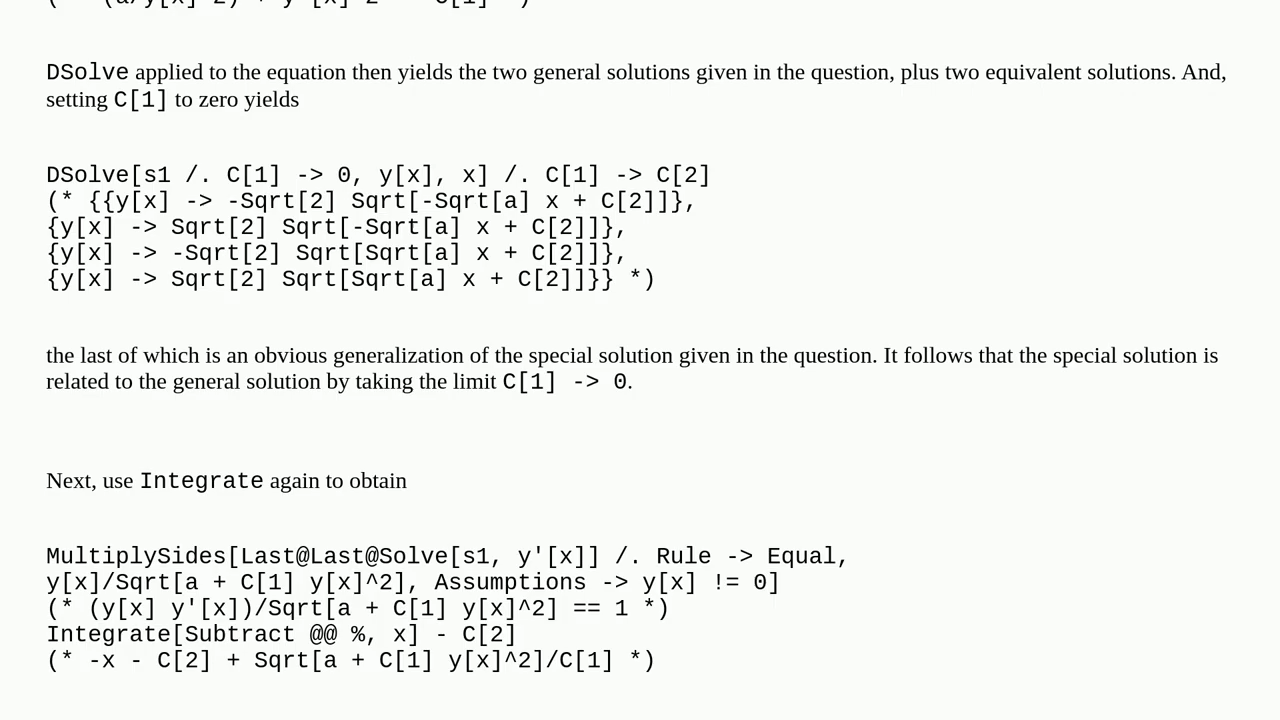 DSolve applied to the equation then yields the two general solutions given in the question, plus two equivalent solutions. And,
setting C[1] to zero yields
DSolve[s1 /. C[1] -> 0, y[x], x] /. C[1] -> C[2]
(* {{y[x] -> -Sqrt[2] Sqrt[-Sqrt[a] x + C[2]]},
{y[x] -> Sqrt[2] Sqrt[-Sqrt[a] x + C[2]]},
{y[x] -> -Sqrt[2] Sqrt[Sqrt[a] x + C[2]]},
{y[x] -> Sqrt[2] Sqrt[Sqrt[a] x + C[2]]}} *)
the last of which is an obvious generalization of the special solution given in the question. It follows that the special solution is
related to the general solution by taking the limit C[1] -> 0.
Next, use Integrate again to obtain
MultiplySides[Last@Last@Solve[s1, y'[x]] /. Rule -> Equal,
y[x]/Sqrt[a + C[1] y[x]^2], Assumptions -> y[x] != 0]
(* (y[x] y'[x])/Sqrt[a + C[1] y[x]^2] == 1 *)
Integrate[Subtract @@ %, x] - C[2]
(* -x - C[2] + Sqrt[a + C[1] y[x]^2]/C[1] *)